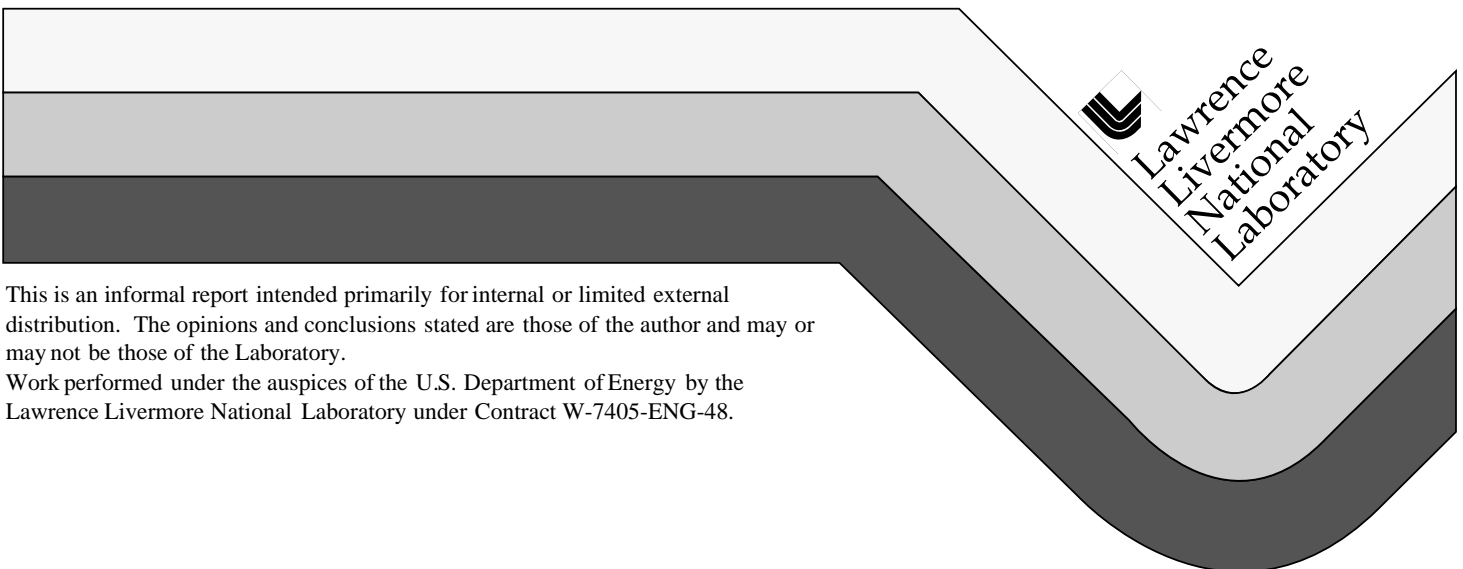 Lawrence
Livermore
National
Laboratory
This is an informal report intended primarily for internal or limited external
distribution. The opinions and conclusions stated are those of the author and may or
may not be those of the Laboratory.
Work performed under the auspices of the U.S. Department of Energy by the
Lawrence Livermore National Laboratory under Contract W-7405-ENG-48.